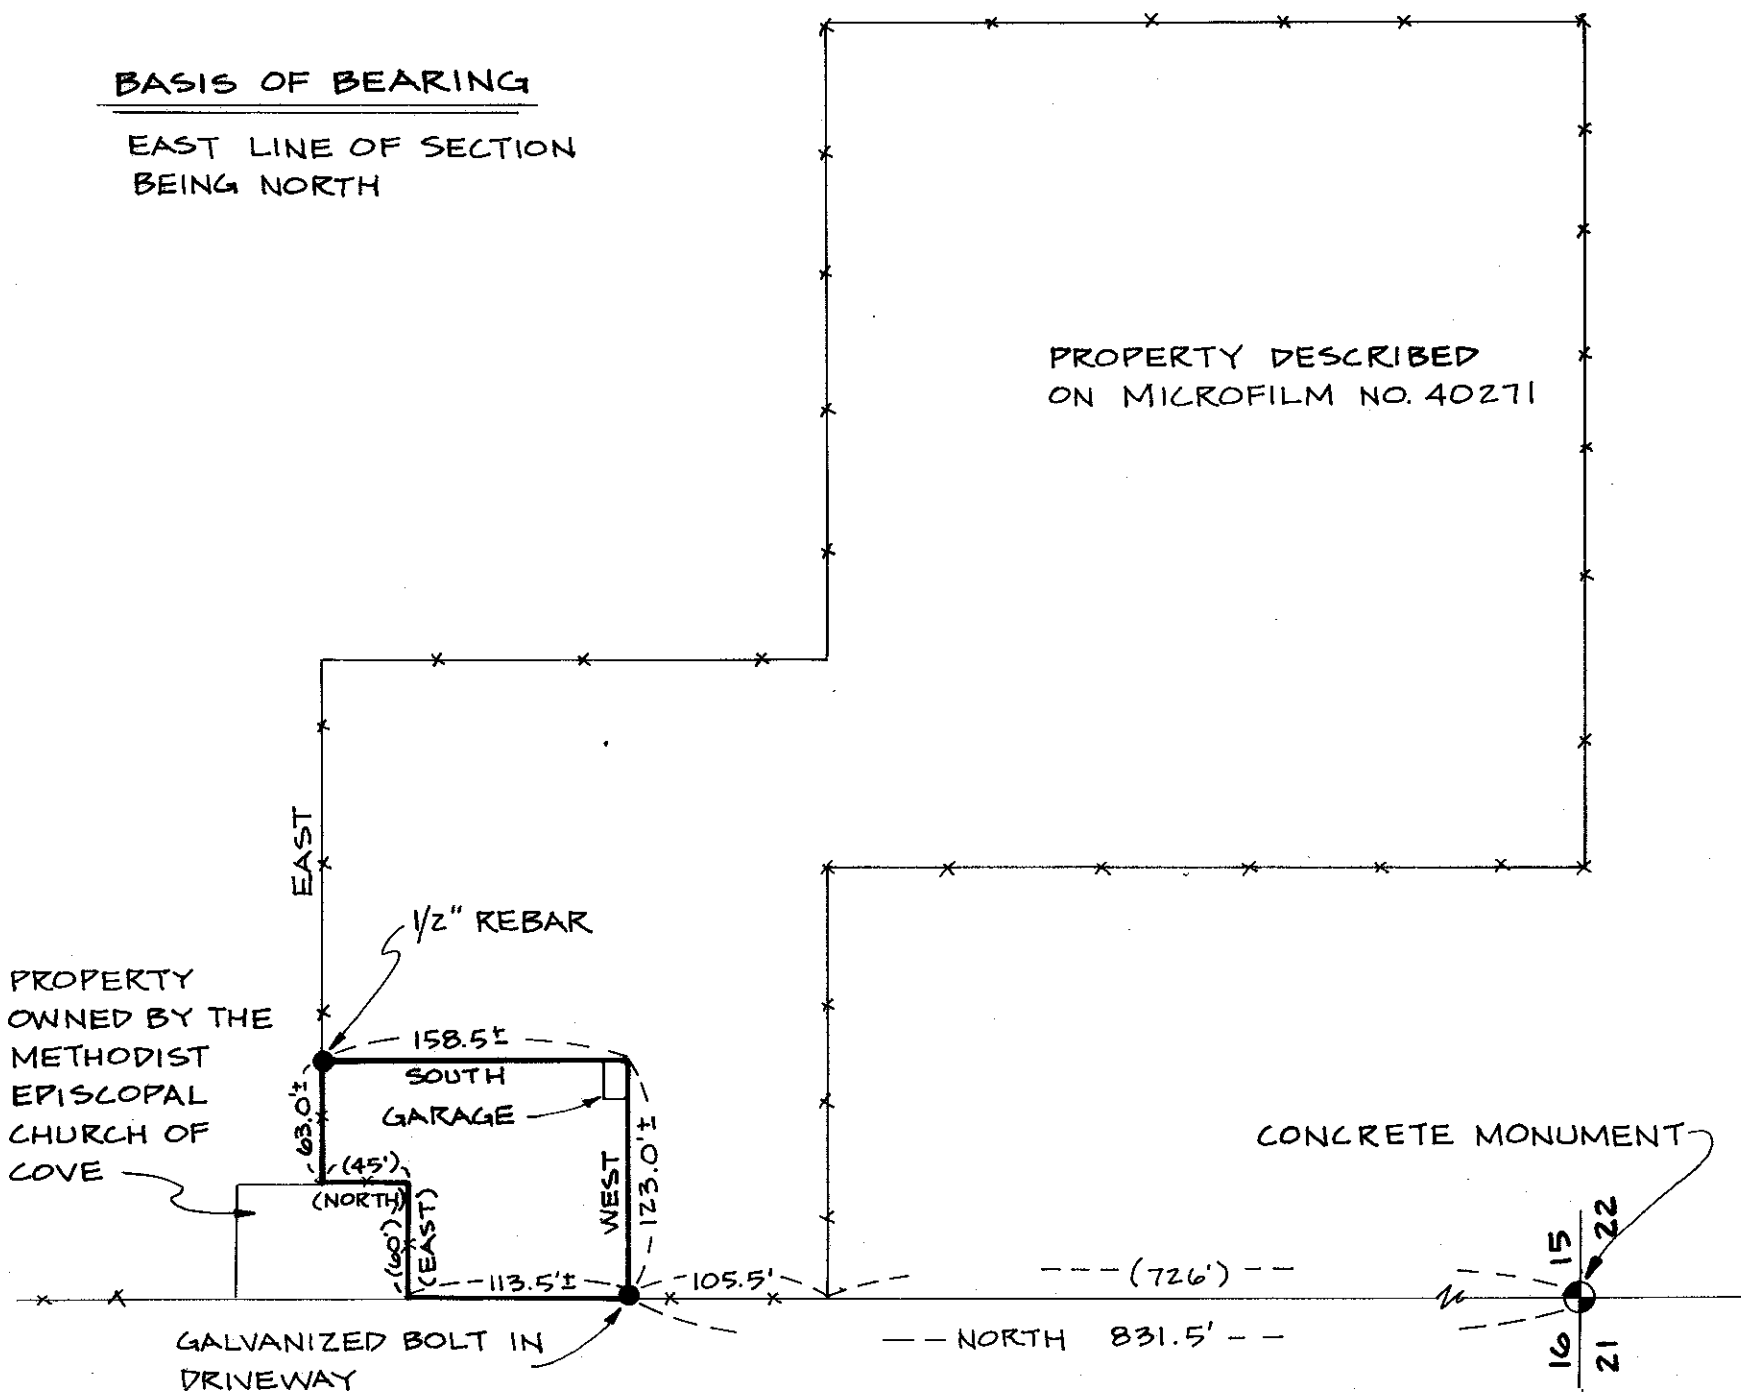 BASIS OF BEARING
EAST LINE OF SECTION
BEING NORTH
PROPERTY DESCRIBED
ON MICROFILM NO. 40271
EAST
1/2" REBAR
PROPERTY
OWNED BY THE
METHODIST
EPISCOPAL
CHURCH OF
COVE
158.5±
SOUTH
GARAGE
63.0'±
(45')
(NORTH)
(60')
(EAST)
WEST
123.0'±
113.5'±
105.5'
(726')
NORTH 831.5'
CONCRETE MONUMENT
15
22
16
21
GALVANIZED BOLT IN
DRIVEWAY